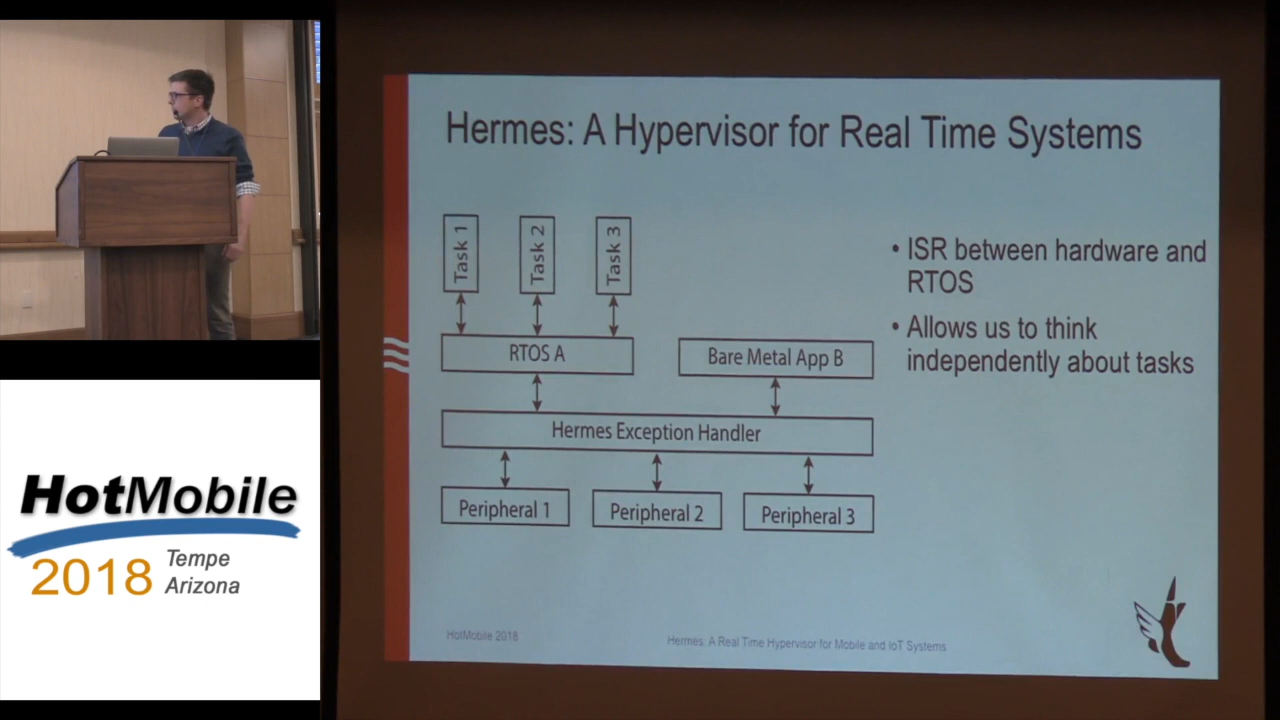 Hermes: A Hypervisor for Real Time Systems
Task 1
Task 2
Task 3
RTOS A
Bare Metal App B
Hermes Exception Handler
Peripheral 1
Peripheral 2
Peripheral 3
• ISR between hardware and
RTOS
• Allows us to think
independently about tasks
HotMobile 2018
Hermes: A Real Time Hypervisor for Mobile and IoT Systems
HotMobile
2018
Tempe
Arizona